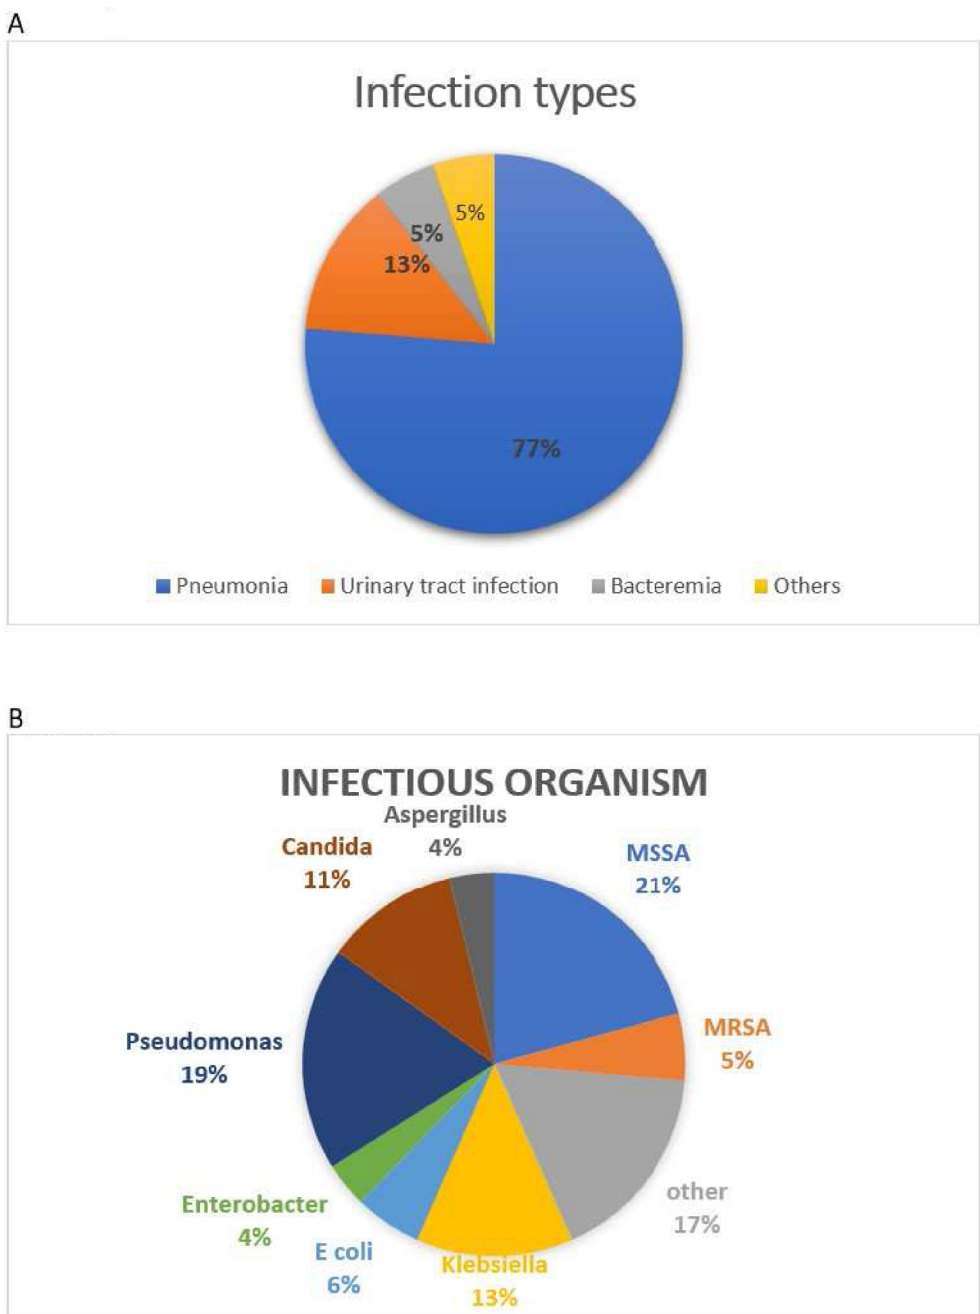 A
Infection types
5%
5%
13%
77%
Pneumonia Urinary tract infection Bacteremia Others
B
INFECTIOUS ORGANISM
Aspergillus
4%
Candida
11%
MSSA
21%
MRSA
5%
Pseudomonas
19%
other
17%
Enterobacter
4%
E coli
6%
Klebsiella
13%